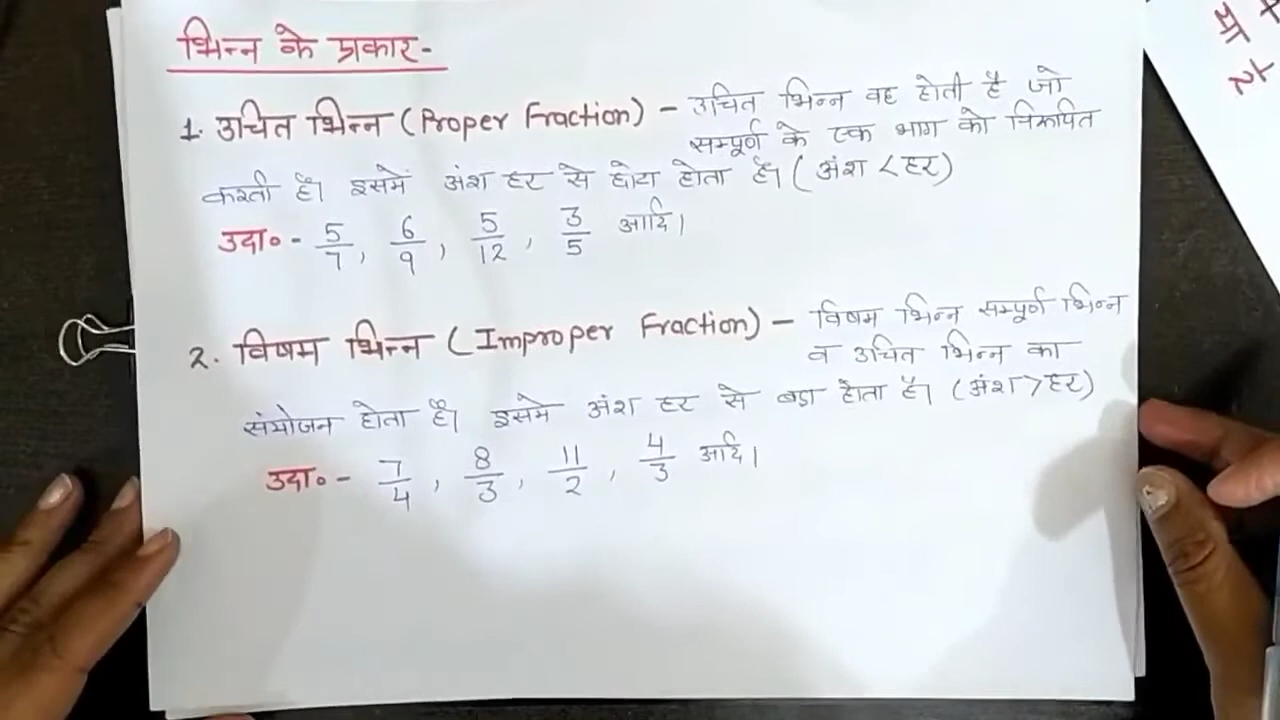 भिन्न के प्रकार-
1. उचित भिन्न (Proper Fraction) - उचित भिन्न वह होती है जो
सम्पूर्ण के एक भाग को निरूपित
करती है। इसमें अंश हर से छोटा होता है। (अंश < हर)
उदा० - 5/7, 6/9, 5/12, 3/5 आदि।
2. विषम भिन्न (Improper Fraction) - विषम भिन्न सम्पूर्ण भिन्न
व उचित भिन्न का
संयोजन होता है। इसमे अंश हर से बड़ा होता है। (अंश > हर)
उदा० - 7/4, 8/3, 11/2, 4/3 आदि।